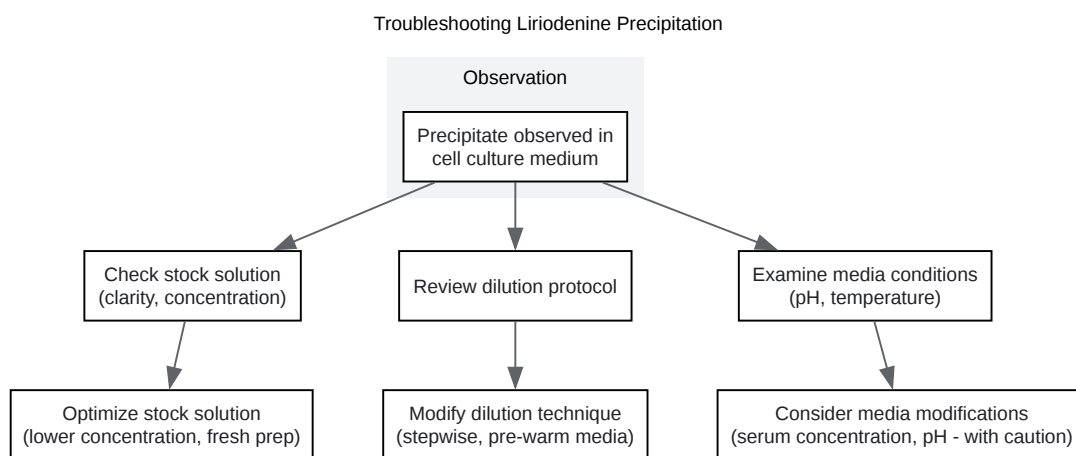 Troubleshooting Liriodenine Precipitation
Observation
Precipitate observed in
cell culture medium
Check stock solution
(clarity, concentration)
Review dilution protocol
Examine media conditions
(pH, temperature)
Optimize stock solution
(lower concentration, fresh prep)
Modify dilution technique
(stepwise, pre-warm media)
Consider media modifications
(serum concentration, pH - with caution)